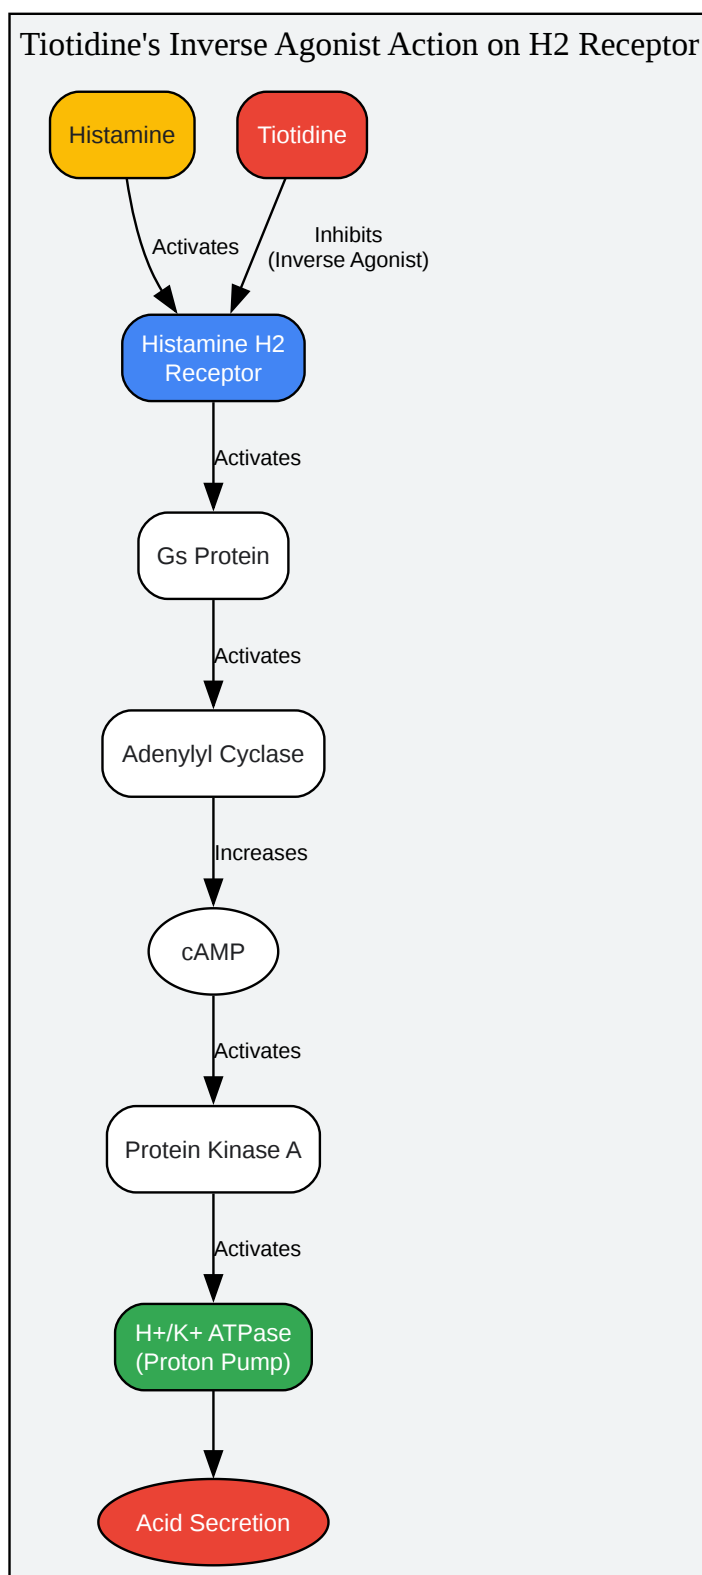 Tiotidine's Inverse Agonist Action on H2 Receptor
Histamine
Tiotidine
Activates
Inhibits
(Inverse Agonist)
Histamine H2
Receptor
Activates
Gs Protein
Activates
Adenylyl Cyclase
Increases
cAMP
Activates
Protein Kinase A
Activates
H+/K+ ATPase
(Proton Pump)
Acid Secretion